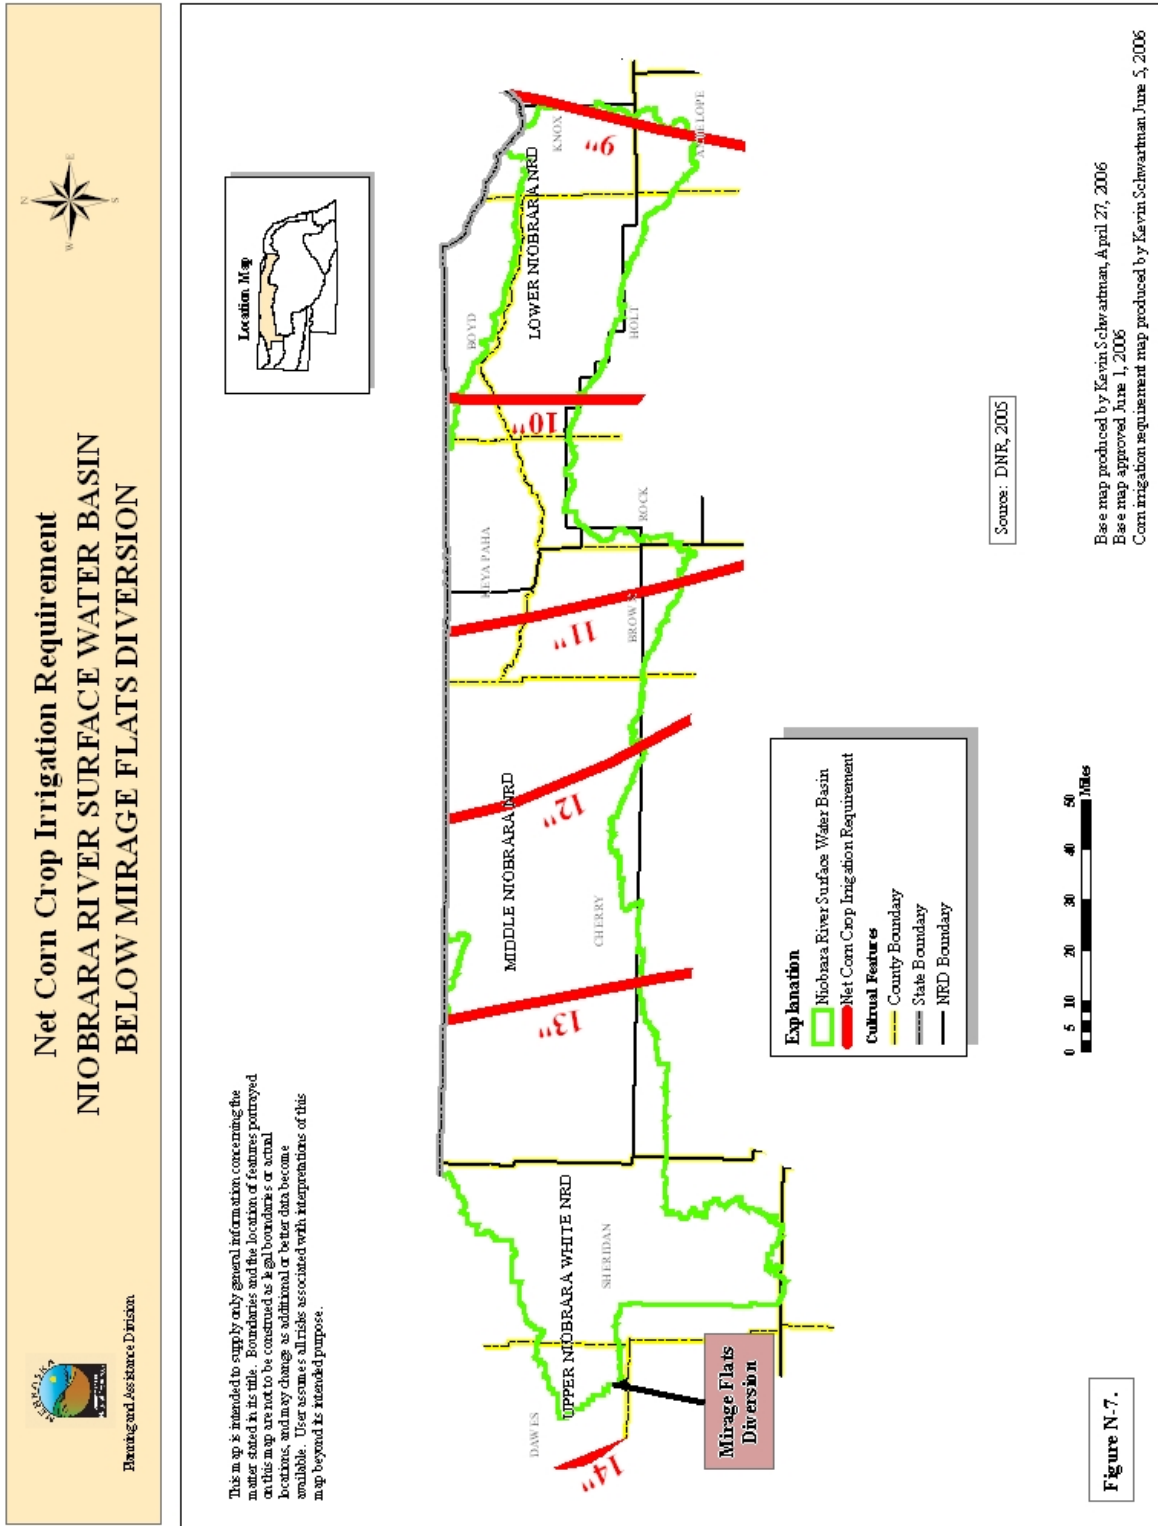 Net Corn Crop Irrigation Requirement
NIOBRARA RIVER SURFACE WATER BASIN
BELOW MIRAGE FLATS DIVERSION
NEBRASKA
Planning and Assistance Division
N
E
S
W
This map is intended to supply only general information concerning the
matter stated in its title. Boundaries and the location of features portrayed
on this map are not to be construed as legal boundaries or actual
locations, and may change as additional or better data become
available. User assumes all risks associated with interpretations of this
map beyond its intended purpose.
Location Map
DAWES
14"
UPPER NIOBRARA WHITE NRD
SHERIDAN
Mirage Flats
Diversion
13"
MIDDLE NIOBRARA NRD
CHERRY
12"
11"
KEYA PAHA
BROWN
ROCK
10"
BOYD
LOWER NIOBRARA NRD
HOLT
KNOX
9"
ANTELOPE
Explanation
Niobrara River Surface Water Basin
Net Corn Crop Irrigation Requirement
Cultrual Features
County Boundary
State Boundary
NRD Boundary
0 5 10 20 30 40 50
Miles
Source: DNR, 2005
Base map produced by Kevin Schwartman, April 27, 2006
Base map approved June 1, 2006
Corn irrigation requirement map produced by Kevin Schwartman June 5, 2006
Figure N-7.